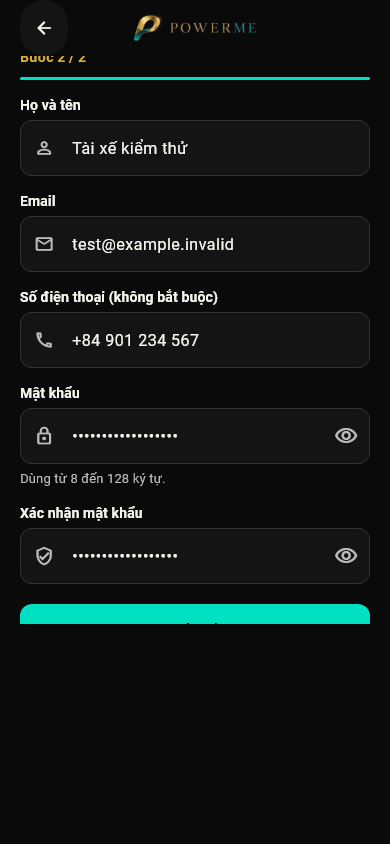 POWERME
Bước 2 / 2
Họ và tên
Tài xế kiểm thử
Email
test@example.invalid
Số điện thoại (không bắt buộc)
+84 901 234 567
Mật khẩu
••••••••••••••••••
Dùng từ 8 đến 128 ký tự.
Xác nhận mật khẩu
••••••••••••••••••